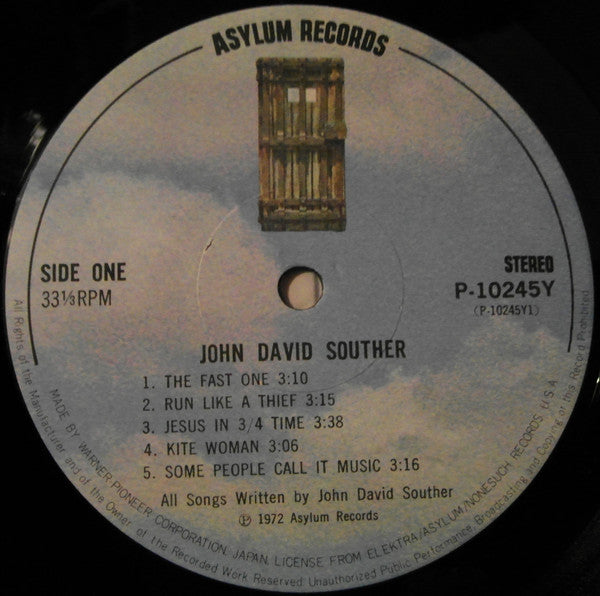 ASYLUM RECORDS
SIDE ONE
33⅓RPM
STEREO
P-10245Y
(P-10245Y1)
JOHN DAVID SOUTHER
1. THE FAST ONE 3:10
2. RUN LIKE A THIEF 3:15
3. JESUS IN 3/4 TIME 3:38
4. KITE WOMAN 3:06
5. SOME PEOPLE CALL IT MUSIC 3:16
All Songs Written by John David Souther
℗ 1972 Asylum Records
MADE BY WARNER-PIONEER CORPORATION, JAPAN, LICENSE FROM ELEKTRA/ASYLUM/NONESUCH RECORDS, U.S.A.
All Rights of the Manufacturer and of the Owner of the Recorded Work Reserved Unauthorized Public Performance, Broadcasting and Copying of this Record Prohibited